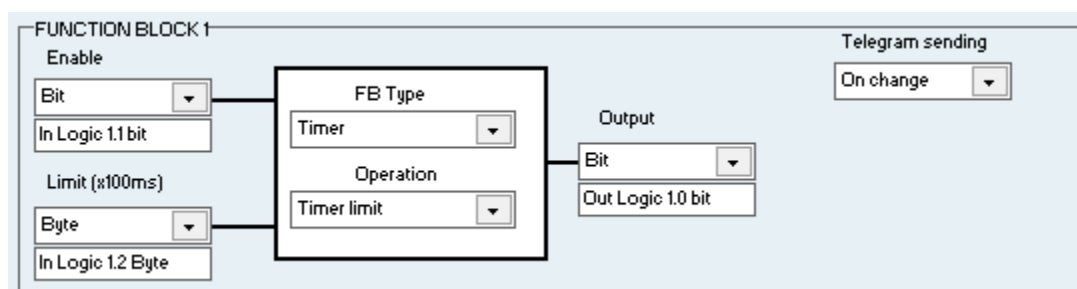 FUNCTION BLOCK 1
Enable
Bit
In Logic 1.1 bit
Limit (x100ms)
Byte
In Logic 1.2 Byte
FB Type
Timer
Operation
Timer limit
Output
Bit
Out Logic 1.0 bit
Telegram sending
On change